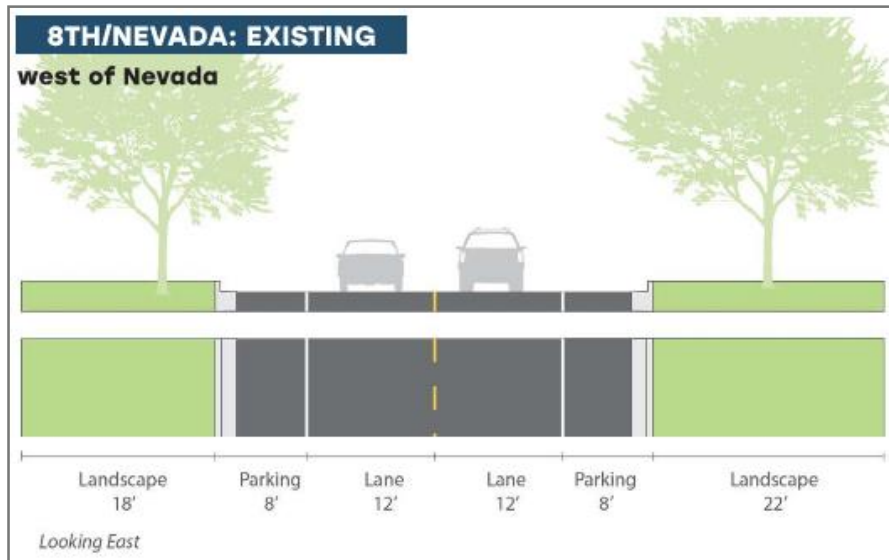 8TH/NEVADA: EXISTING
west of Nevada
Landscape Parking Lane Lane Parking Landscape
18' 8' 12' 12' 8' 22'
Looking East